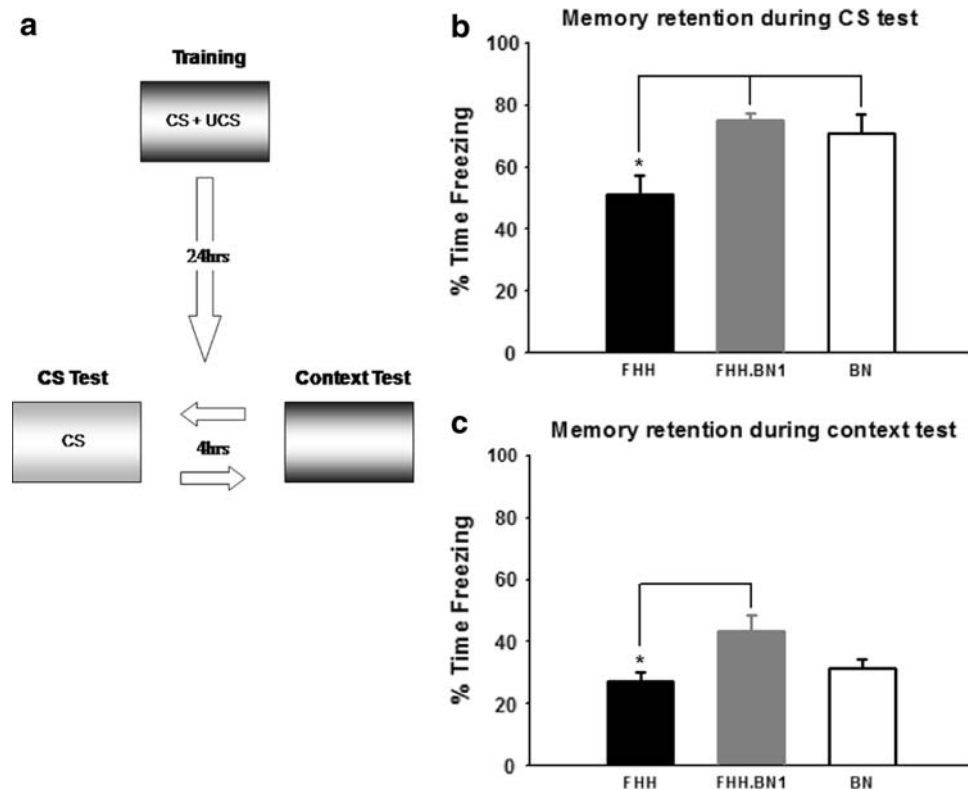 a
Training
CS + UCS
24hrs
CS Test
Context Test
CS
4hrs
b
Memory retention during CS test
% Time Freezing
100
80
60
40
20
0
*
FHH
FHH.BN1
BN
c
Memory retention during context test
% Time Freezing
100
80
60
40
20
0
*
FHH
FHH.BN1
BN